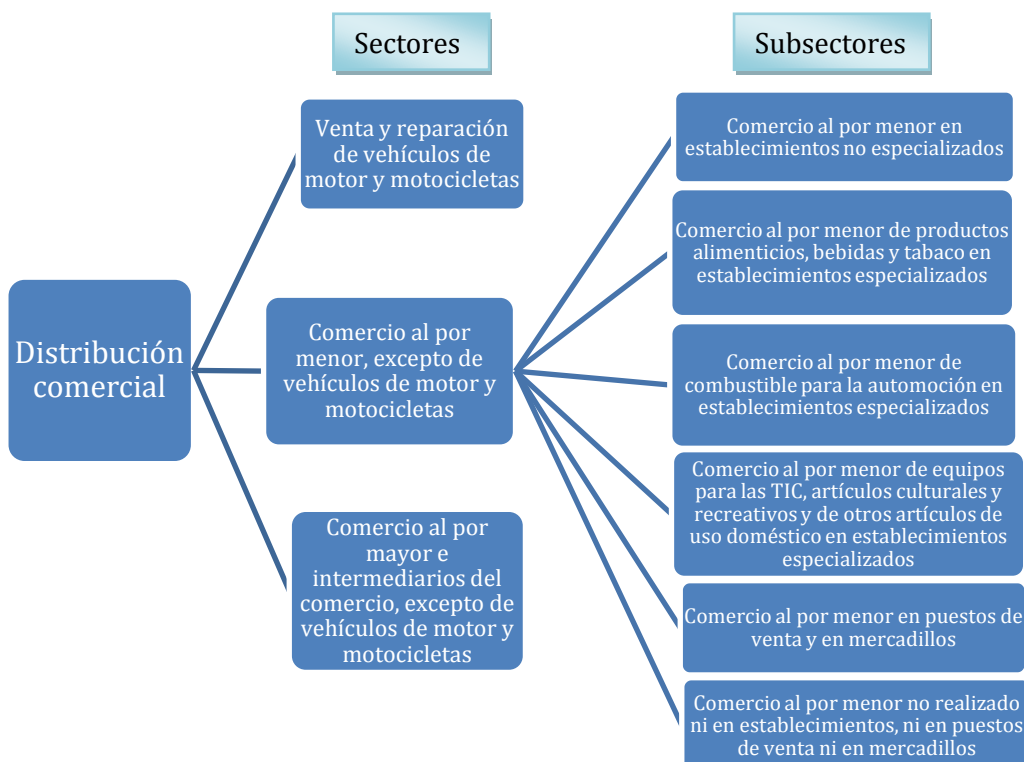 Sectores
Subsectores
Distribución
comercial
Venta y reparación
de vehículos de
motor y motocicletas
Comercio al por
menor, excepto de
vehículos de motor y
motocicletas
Comercio al por
mayor e
intermediarios del
comercio, excepto de
vehículos de motor y
motocicletas
Comercio al por menor en
establecimientos no especializados
Comercio al por menor de productos
alimenticios, bebidas y tabaco en
establecimientos especializados
Comercio al por menor de
combustible para la automoción en
establecimientos especializados
Comercio al por menor de equipos
para las TIC, artículos culturales y
recreativos y de otros artículos de
uso doméstico en establecimientos
especializados
Comercio al por menor en puestos de
venta y en mercadillos
Comercio al por menor no realizado
ni en establecimientos, ni en puestos
de venta ni en mercadillos